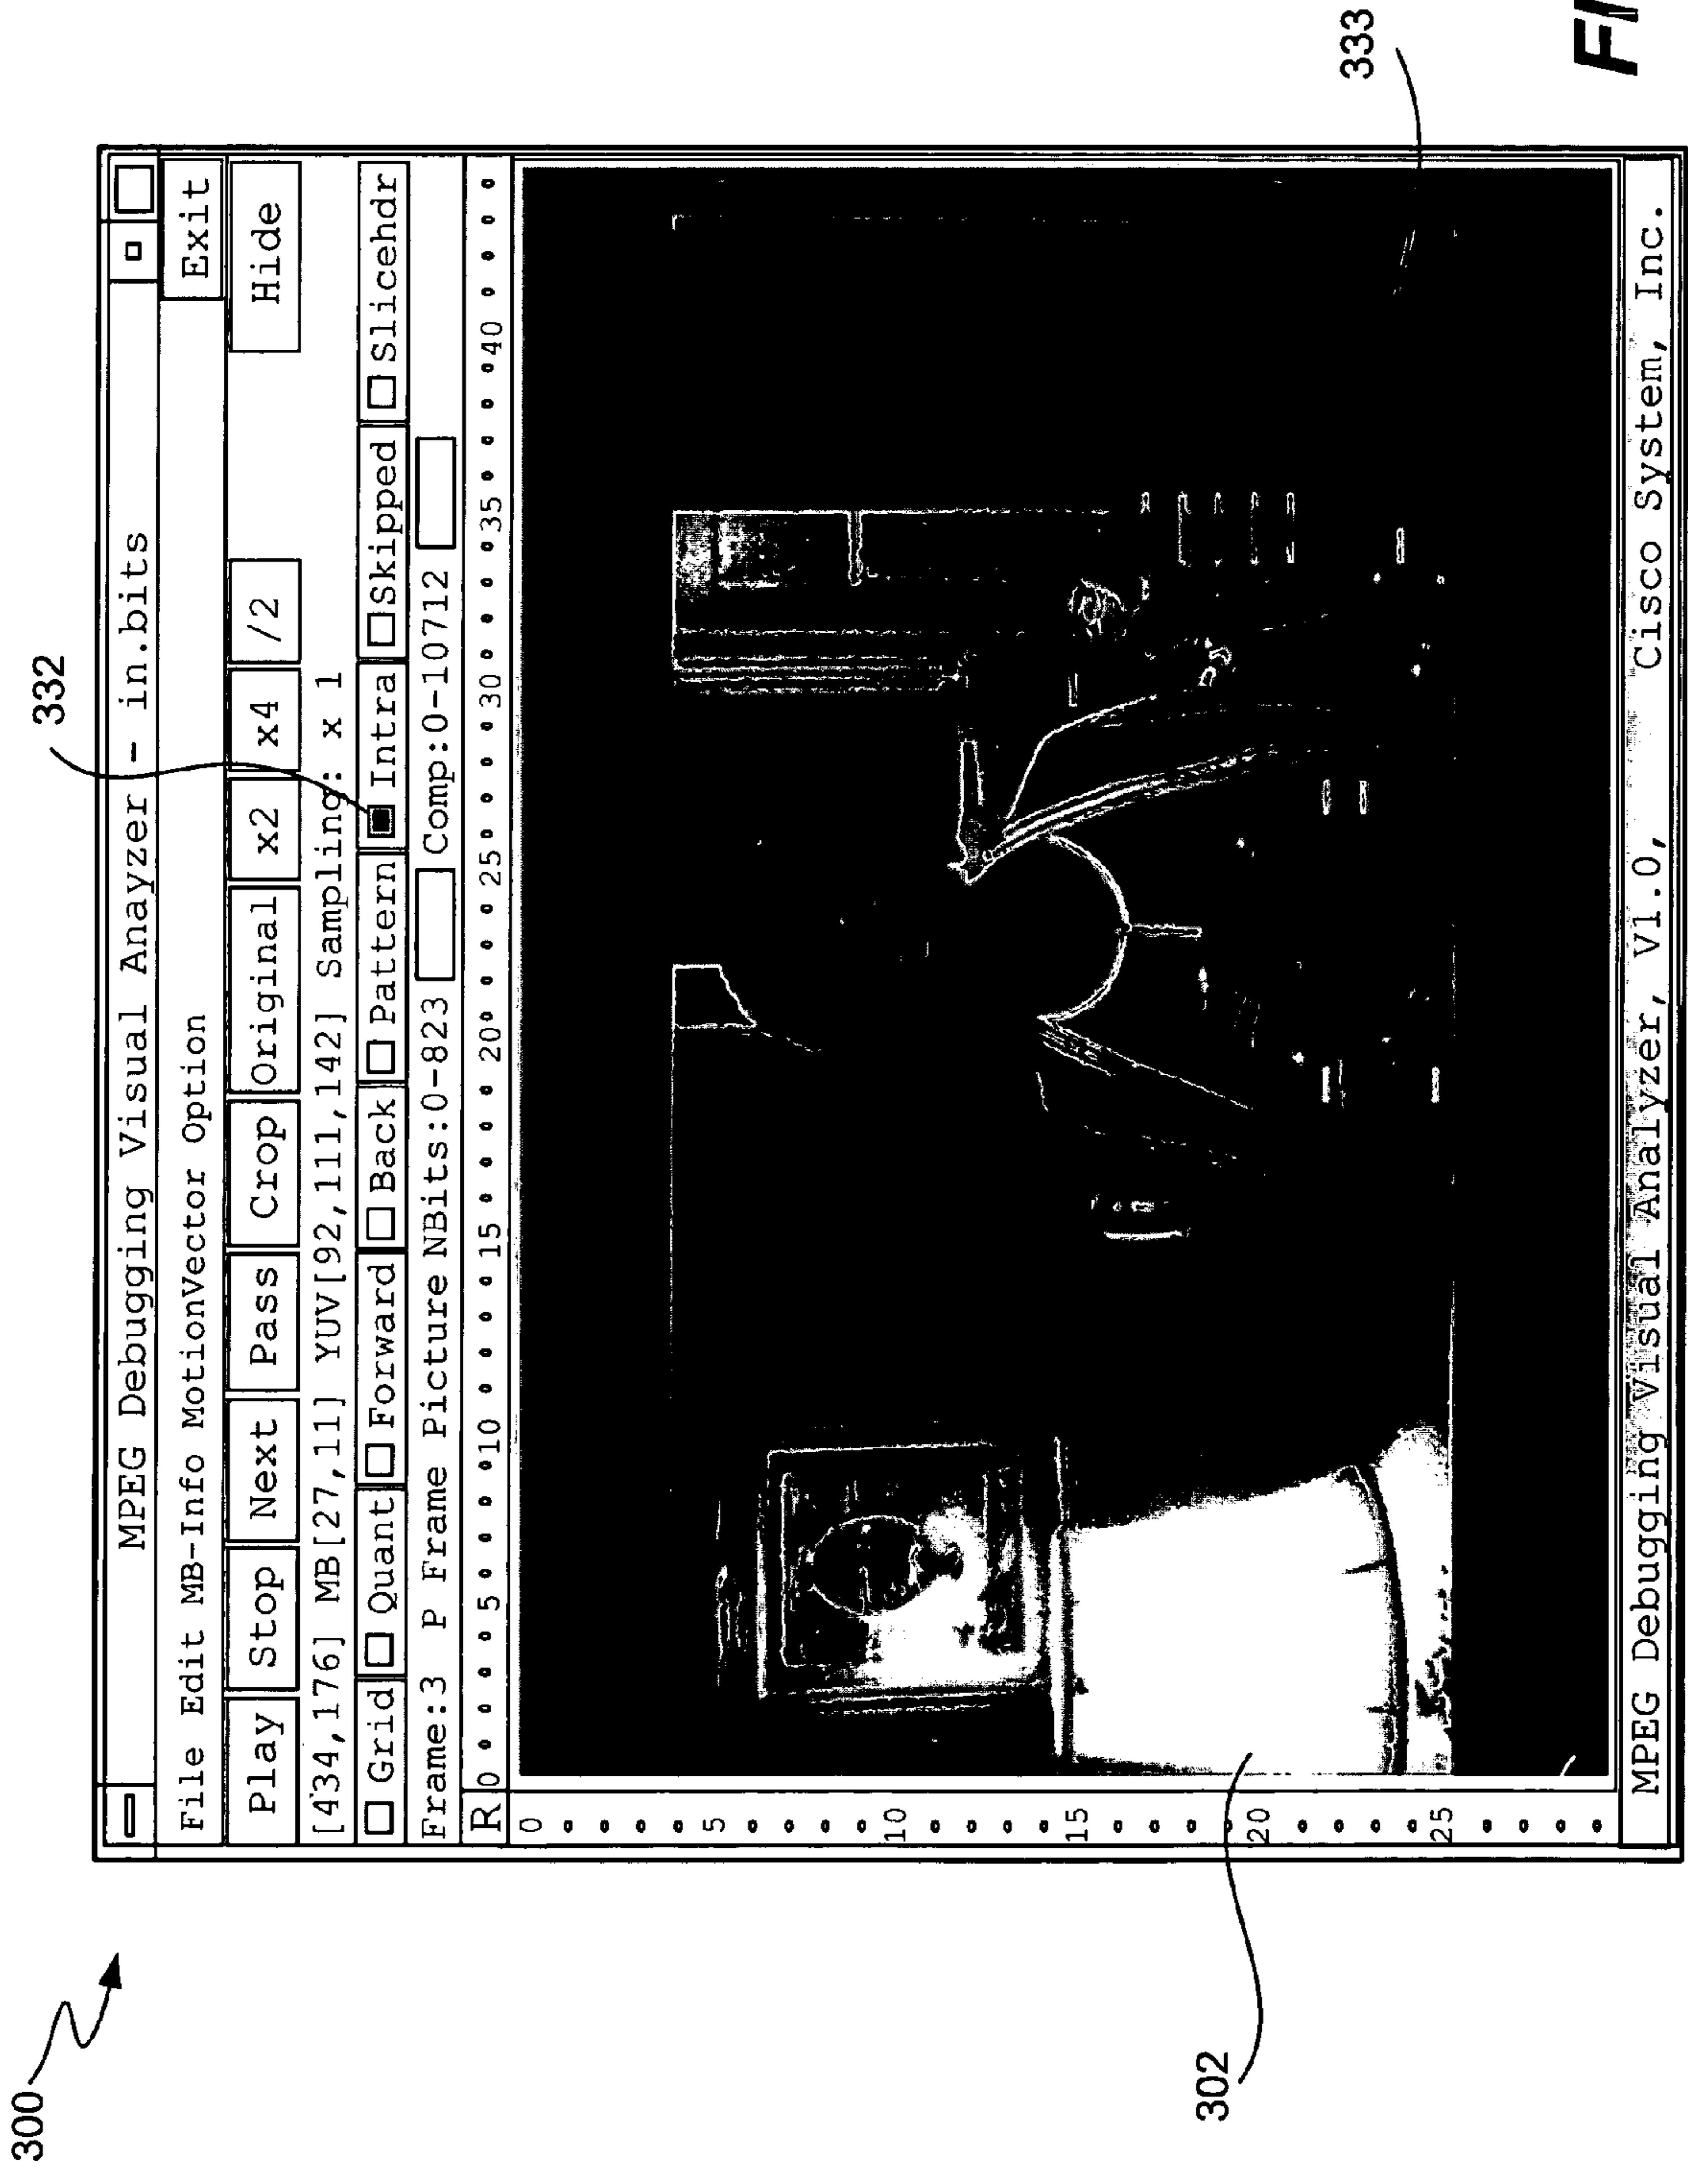 300
332
MPEG Debugging Visual Anayzer - in.bits
File Edit MB-Info MotionVector Option Exit
Play Stop Next Pass Crop Original x2 x4 /2 Hide
[434,176] MB[27,11] YUV[92,111,142] Sampling: x 1
Grid Quant Forward Back Pattern Intra Skipped Slicehdr
Frame:3 P Frame Picture NBits:0-823 Comp:0-10712
R 0 5 10 15 20 25 30 35 40
0
5
10
15
20
25
302
333
MPEG Debugging Visual Analyzer, V1.0, Cisco System, Inc.